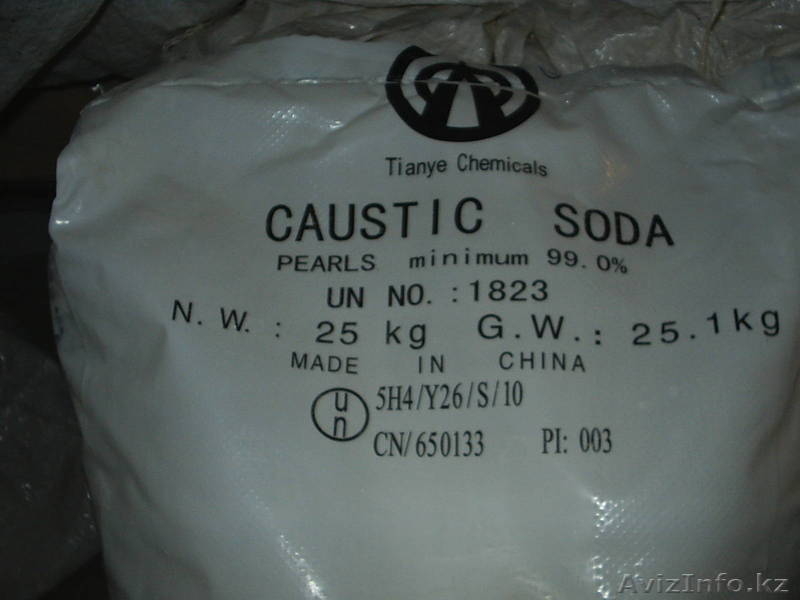 Tianye Chemicals
CAUSTIC SODA
PEARLS minimum 99.0%
UN NO.:1823
N.W.: 25 kg G.W.: 25.1kg
MADE IN CHINA
un 5H4/Y26/S/10
CN/650133 PI: 003
AvizInfo.kz